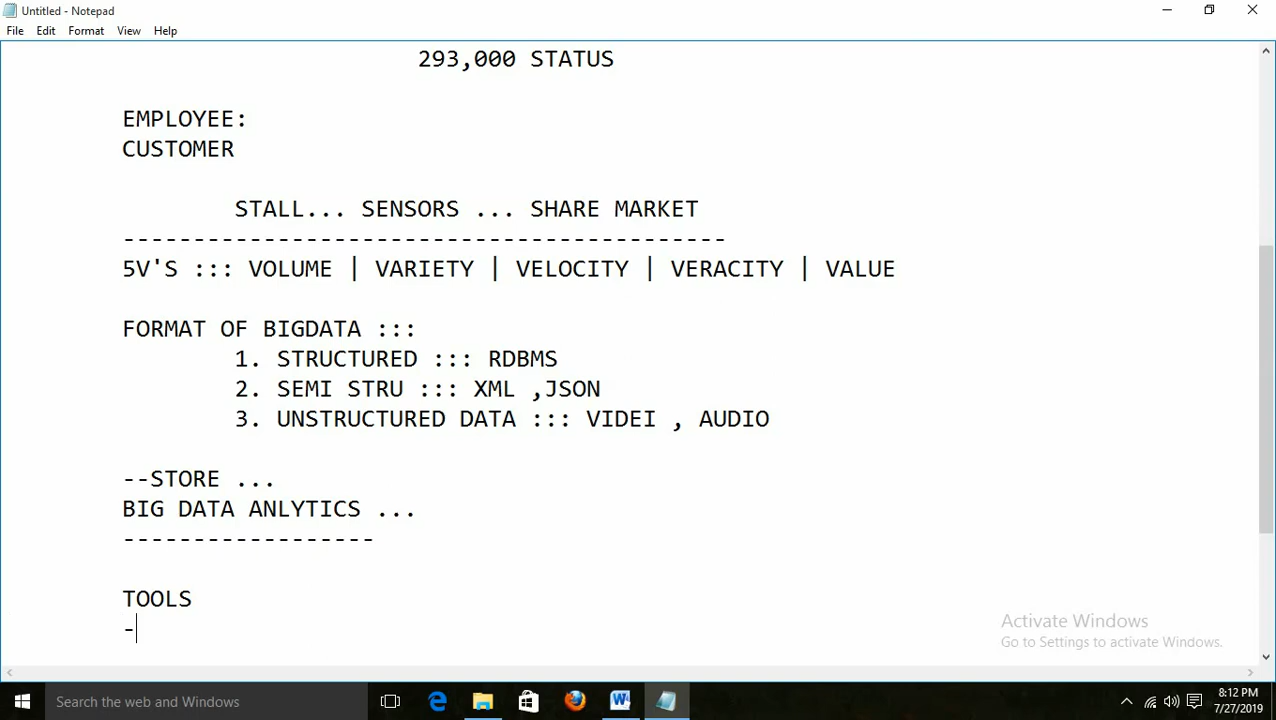 Untitled - Notepad
File Edit Format View Help
293,000 STATUS
EMPLOYEE:
CUSTOMER
STALL... SENSORS ... SHARE MARKET
-------------------------------------------
5V'S ::: VOLUME | VARIETY | VELOCITY | VERACITY | VALUE
FORMAT OF BIGDATA :::
1. STRUCTURED ::: RDBMS
2. SEMI STRU ::: XML ,JSON
3. UNSTRUCTURED DATA ::: VIDEI , AUDIO
--STORE ...
BIG DATA ANLYTICS ...
------------------
TOOLS
-
Activate Windows
Go to Settings to activate Windows.
Search the web and Windows
8:12 PM
7/27/2019